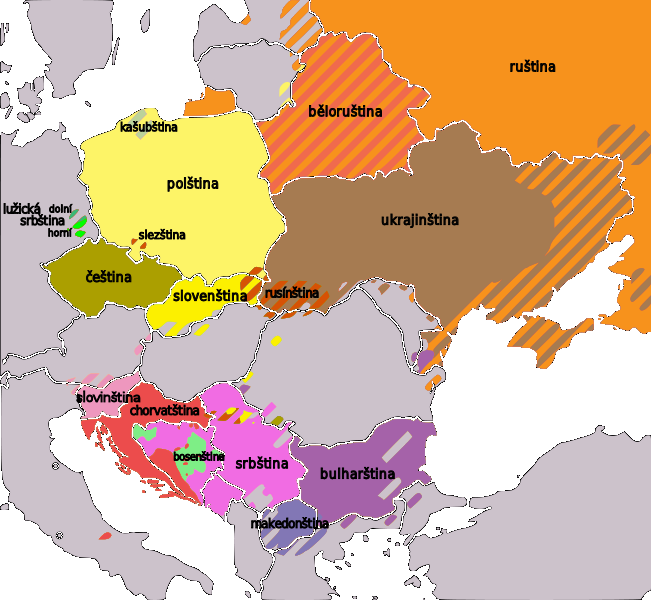 ruština
běloruština
kašubština
polština
lužická
srbština
dolní
horní
ukrajinština
slezština
čeština
slovenština
rusínština
slovinština
chorvatština
bosenština
srbština
bulharština
makedonština